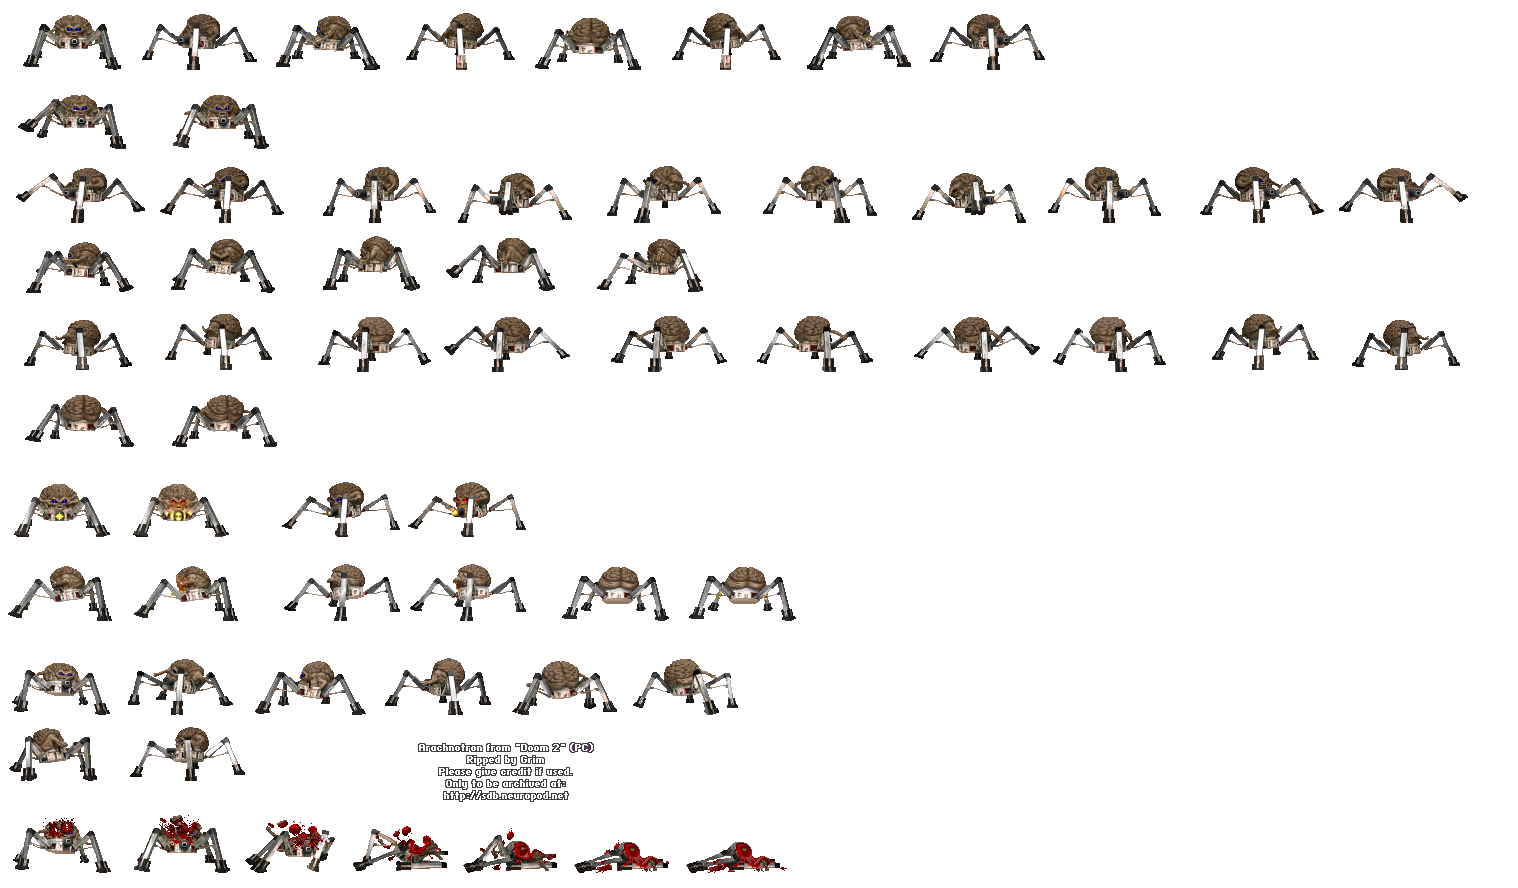 Arachnotron from "Doom 2" (PC)
Ripped by Grim
Please give credit if used.
Only to be archived at:
http://sdb.neuropod.net